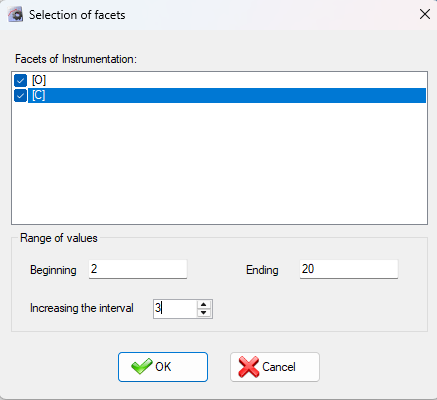 Selection of facets
Facets of Instrumentation:
[O]
[C]
Range of values
Beginning 2 Ending 20
Increasing the interval 3
OK Cancel